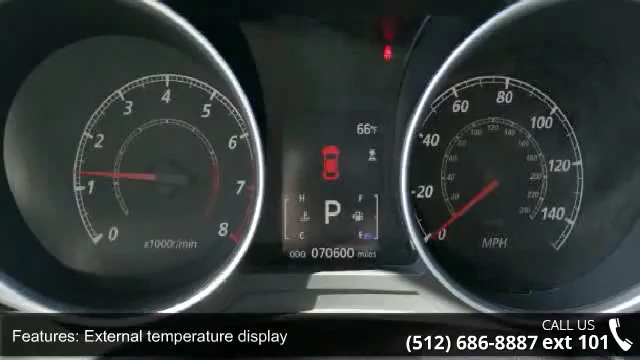 0 1 2 3 4 5 6 7 8
x1000r/min
66°F
H F
P
C E
ODO 070600 miles
0 20 40 60 80 100 120 140
MPH
Features: External temperature display
CALL US
(512) 686-8887 ext 101